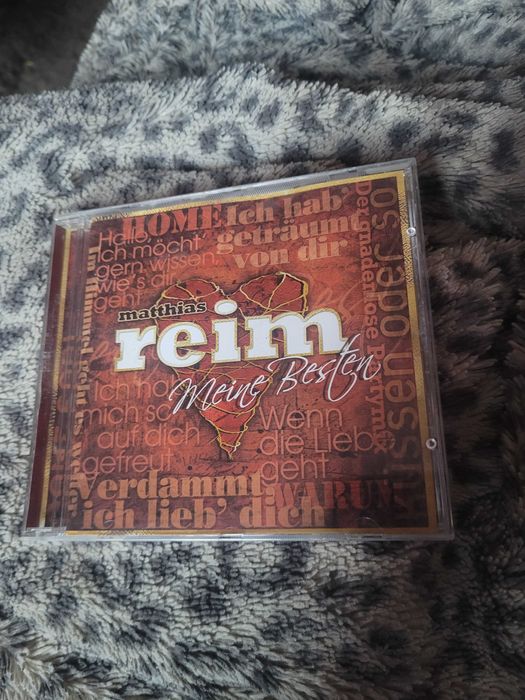 HOME
Ich hab'
geträumt
von dir
Hallo,
ich möcht'
gern wissen,
wie's dir
geht
matthias
reim
Meine Besten
Ich hab
mich so
auf dich
gefreut
Wenn
die Liebe
geht
Verdammt,
ich lieb' dich
WARUM